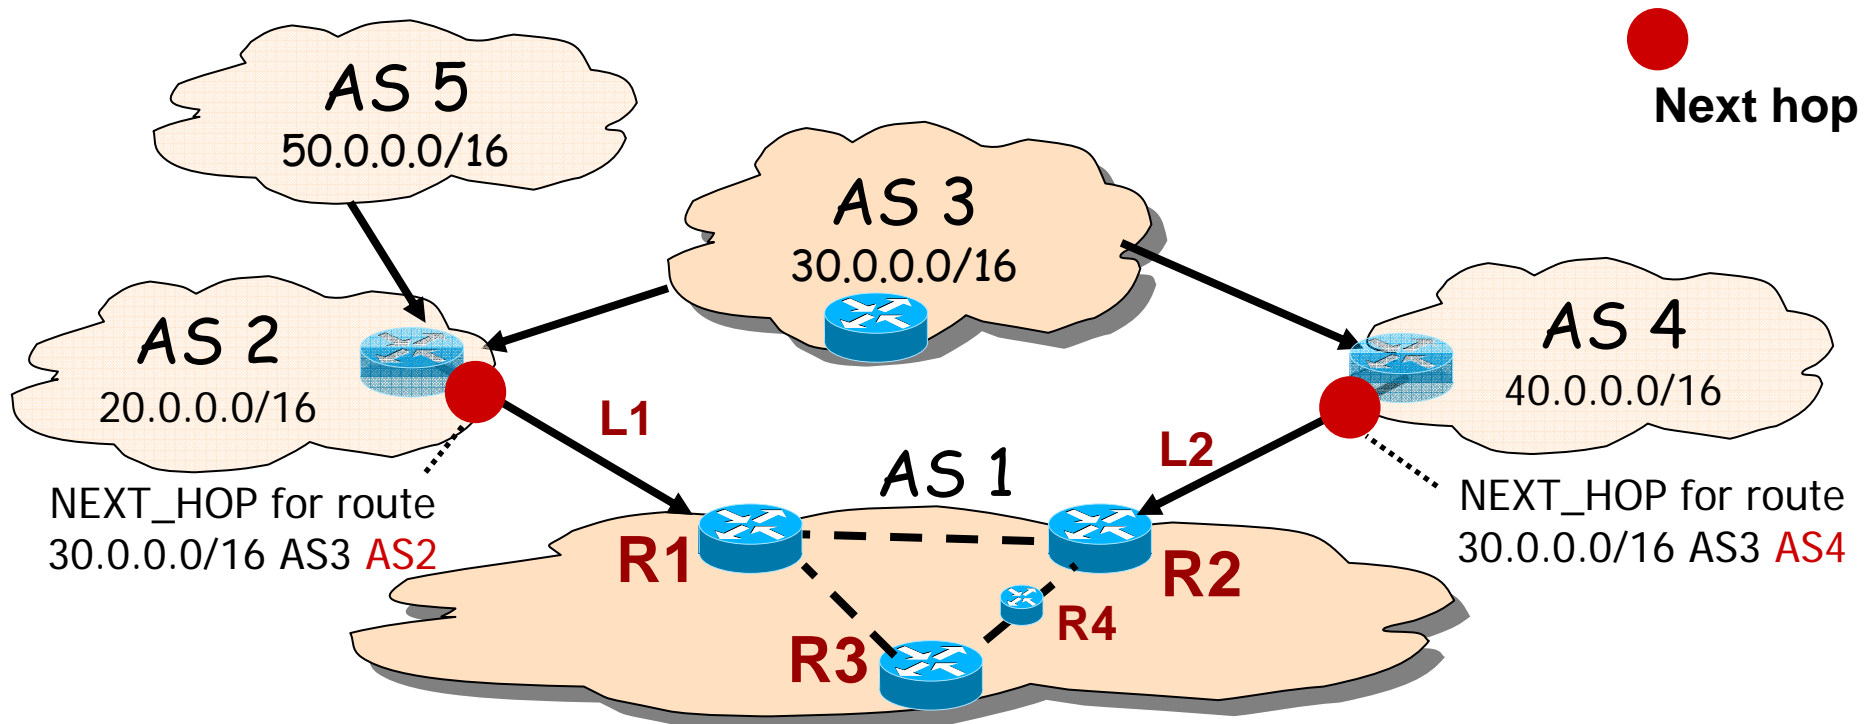 AS 5
50.0.0.0/16
Next hop
AS 3
30.0.0.0/16
AS 2
20.0.0.0/16
AS 4
40.0.0.0/16
L1
L2
AS 1
NEXT_HOP for route
30.0.0.0/16 AS3 AS2
NEXT_HOP for route
30.0.0.0/16 AS3 AS4
R1
R2
R4
R3